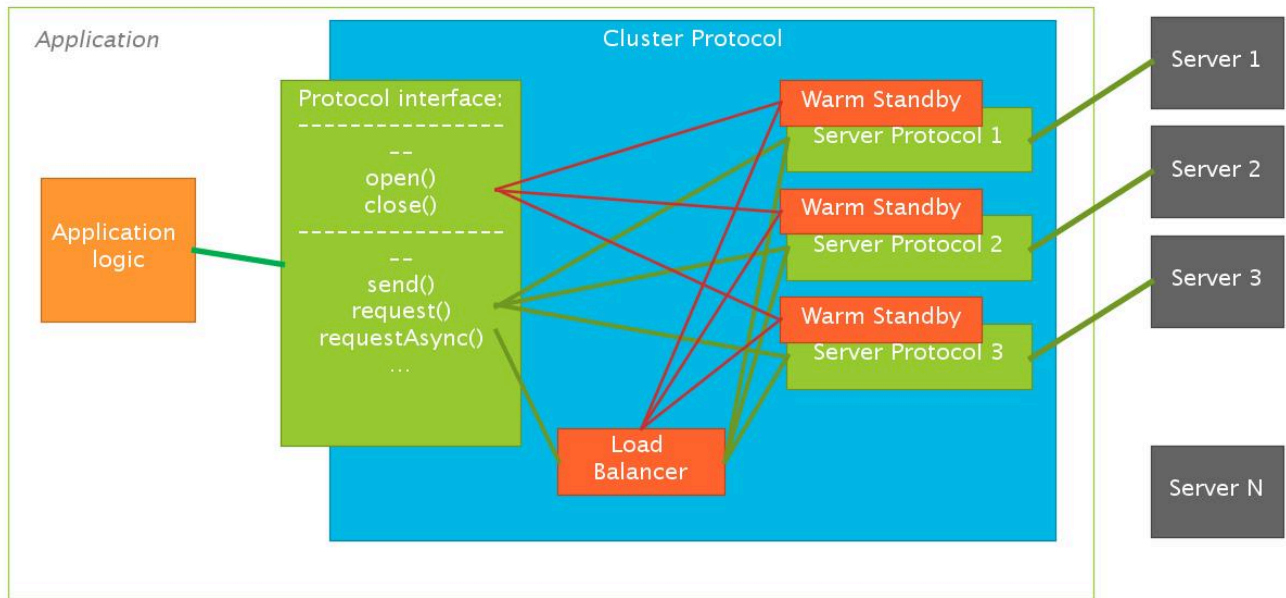 Application
Cluster Protocol
Protocol interface:
----------------
--
open()
close()
----------------
--
send()
request()
requestAsync()
...
Application
logic
Warm Standby
Server Protocol 1
Warm Standby
Server Protocol 2
Warm Standby
Server Protocol 3
Load
Balancer
Server 1
Server 2
Server 3
Server N